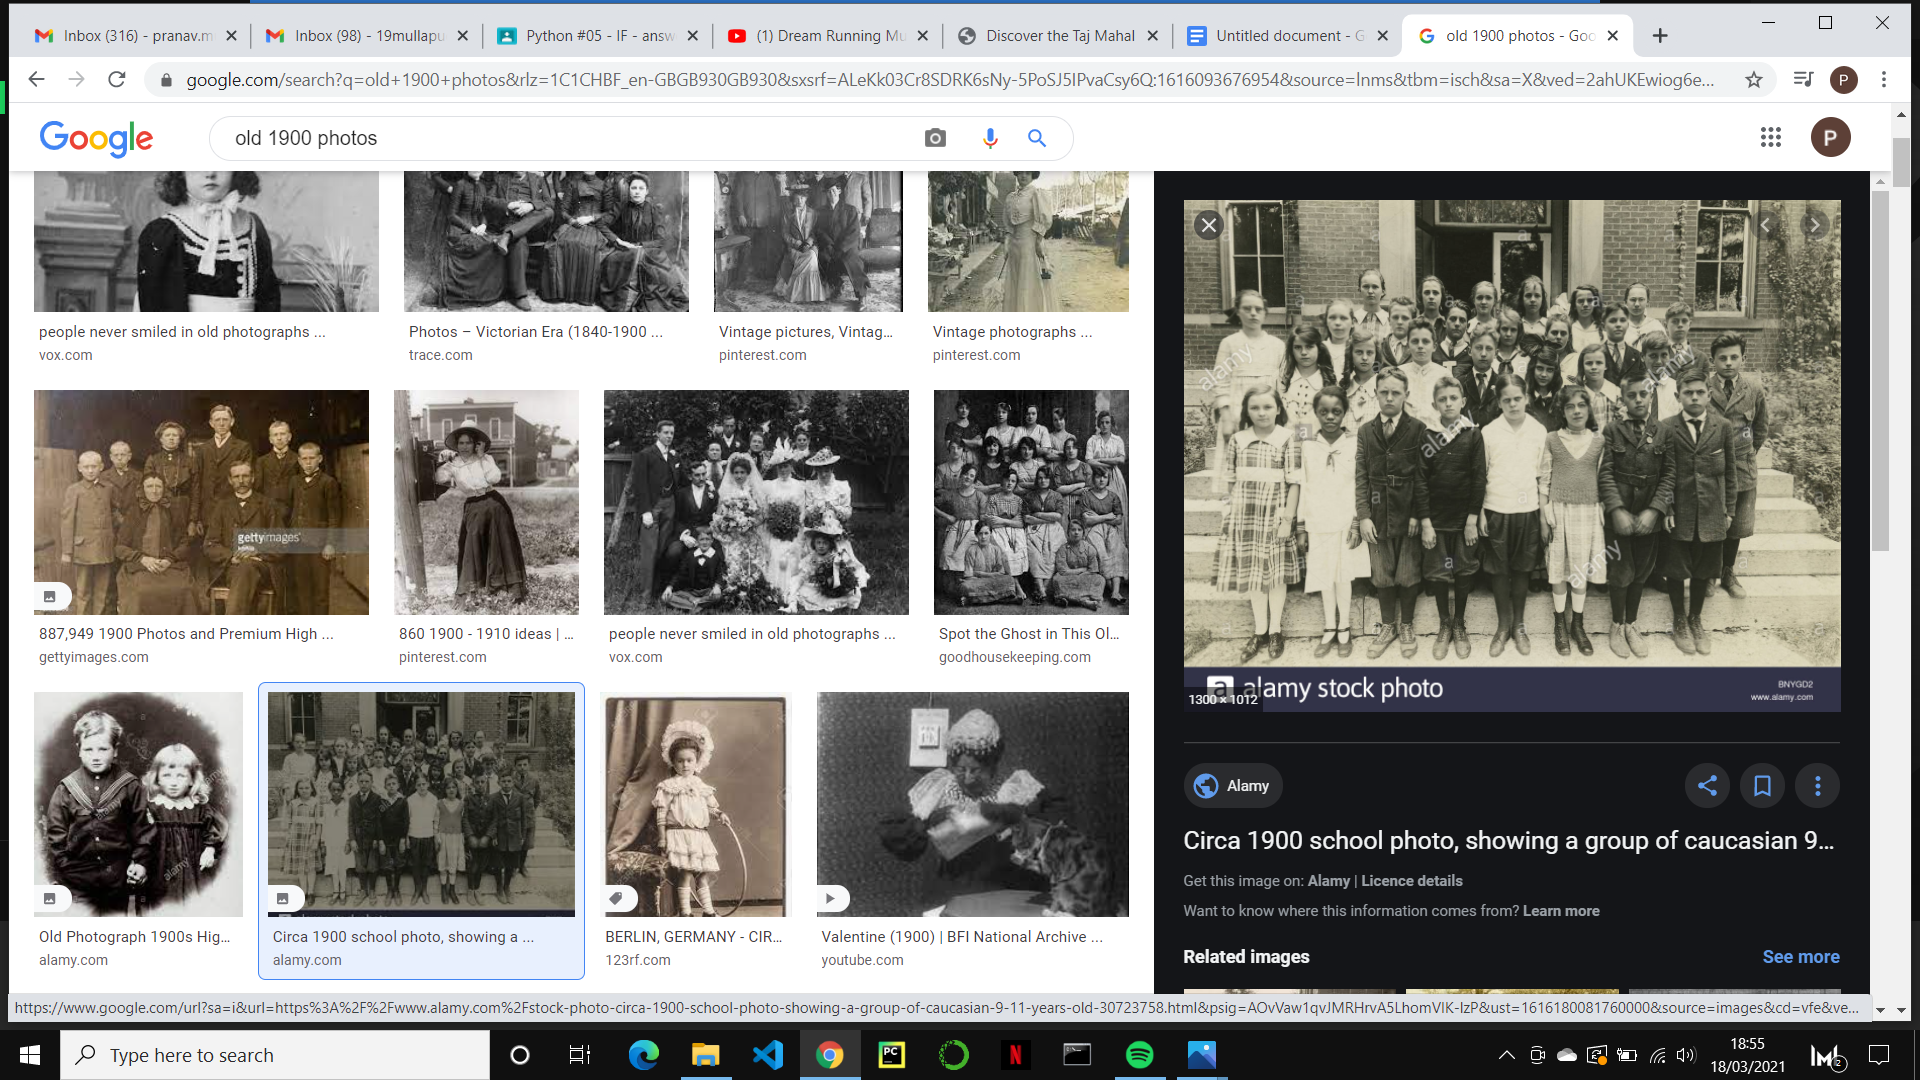 Inbox (316) - pranav.m
Inbox (98) - 19mullapu
Python #05 - IF - answ
(1) Dream Running Mu
Discover the Taj Mahal
Untitled document - G
old 1900 photos - Goo
google.com/search?q=old+1900+photos&rlz=1C1CHBF_en-GBGB930GB930&sxsrf=ALeKk03Cr8SDRK6sNy-5PoSJ5IPvaCsy6Q:1616093676954&source=lnms&tbm=isch&sa=X&ved=2ahUKEwiog6e...
P
Google
old 1900 photos
P
people never smiled in old photographs ...
vox.com
Photos – Victorian Era (1840-1900 ...
trace.com
Vintage pictures, Vintag...
pinterest.com
Vintage photographs ...
pinterest.com
gettyimages
887,949 1900 Photos and Premium High ...
gettyimages.com
860 1900 - 1910 ideas | ...
pinterest.com
people never smiled in old photographs ...
vox.com
Spot the Ghost in This Ol...
goodhousekeeping.com
Old Photograph 1900s Hig...
alamy.com
Circa 1900 school photo, showing a ...
alamy.com
BERLIN, GERMANY - CIR...
123rf.com
Valentine (1900) | BFI National Archive ...
youtube.com
alamy
alamy
alamy
alamy
a alamy stock photo
BNYGD2
www.alamy.com
1300 × 1012
Alamy
Circa 1900 school photo, showing a group of caucasian 9...
Get this image on: Alamy | Licence details
Want to know where this information comes from? Learn more
Related images
See more
https://www.google.com/url?sa=i&url=https%3A%2F%2Fwww.alamy.com%2Fstock-photo-circa-1900-school-photo-showing-a-group-of-caucasian-9-11-years-old-30723758.html&psig=AOvVaw1qvJMRHrvA5LhomVIK-IzP&ust=1616180081760000&source=images&cd=vfe&ve...
Type here to search
PC
N
18:55
18/03/2021
2